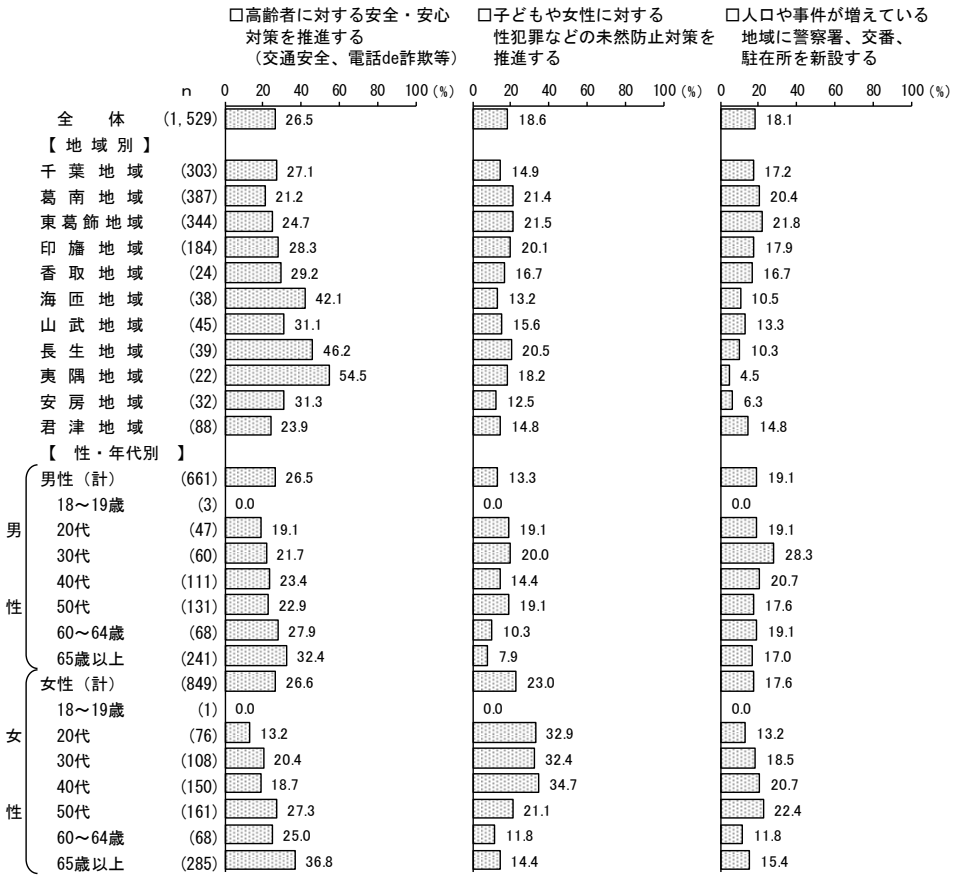 □高齢者に対する安全・安心
対策を推進する
（交通安全、電話de詐欺等）
□子どもや女性に対する
性犯罪などの未然防止対策を
推進する
□人口や事件が増えている
地域に警察署、交番、
駐在所を新設する
n 0 20 40 60 80 100 (%) 0 20 40 60 80 100 (%) 0 20 40 60 80 100 (%)
全体 (1,529) 26.5 18.6 18.1
【地域別】
千葉地域 (303) 27.1 14.9 17.2
葛南地域 (387) 21.2 21.4 20.4
東葛飾地域 (344) 24.7 21.5 21.8
印旛地域 (184) 28.3 20.1 17.9
香取地域 (24) 29.2 16.7 16.7
海匝地域 (38) 42.1 13.2 10.5
山武地域 (45) 31.1 15.6 13.3
長生地域 (39) 46.2 20.5 10.3
夷隅地域 (22) 54.5 18.2 4.5
安房地域 (32) 31.3 12.5 6.3
君津地域 (88) 23.9 14.8 14.8
【性・年代別】
男性
男性（計） (661) 26.5 13.3 19.1
18～19歳 (3) 0.0 0.0 0.0
20代 (47) 19.1 19.1 19.1
30代 (60) 21.7 20.0 28.3
40代 (111) 23.4 14.4 20.7
50代 (131) 22.9 19.1 17.6
60～64歳 (68) 27.9 10.3 19.1
65歳以上 (241) 32.4 7.9 17.0
女性
女性（計） (849) 26.6 23.0 17.6
18～19歳 (1) 0.0 0.0 0.0
20代 (76) 13.2 32.9 13.2
30代 (108) 20.4 32.4 18.5
40代 (150) 18.7 34.7 20.7
50代 (161) 27.3 21.1 22.4
60～64歳 (68) 25.0 11.8 11.8
65歳以上 (285) 36.8 14.4 15.4